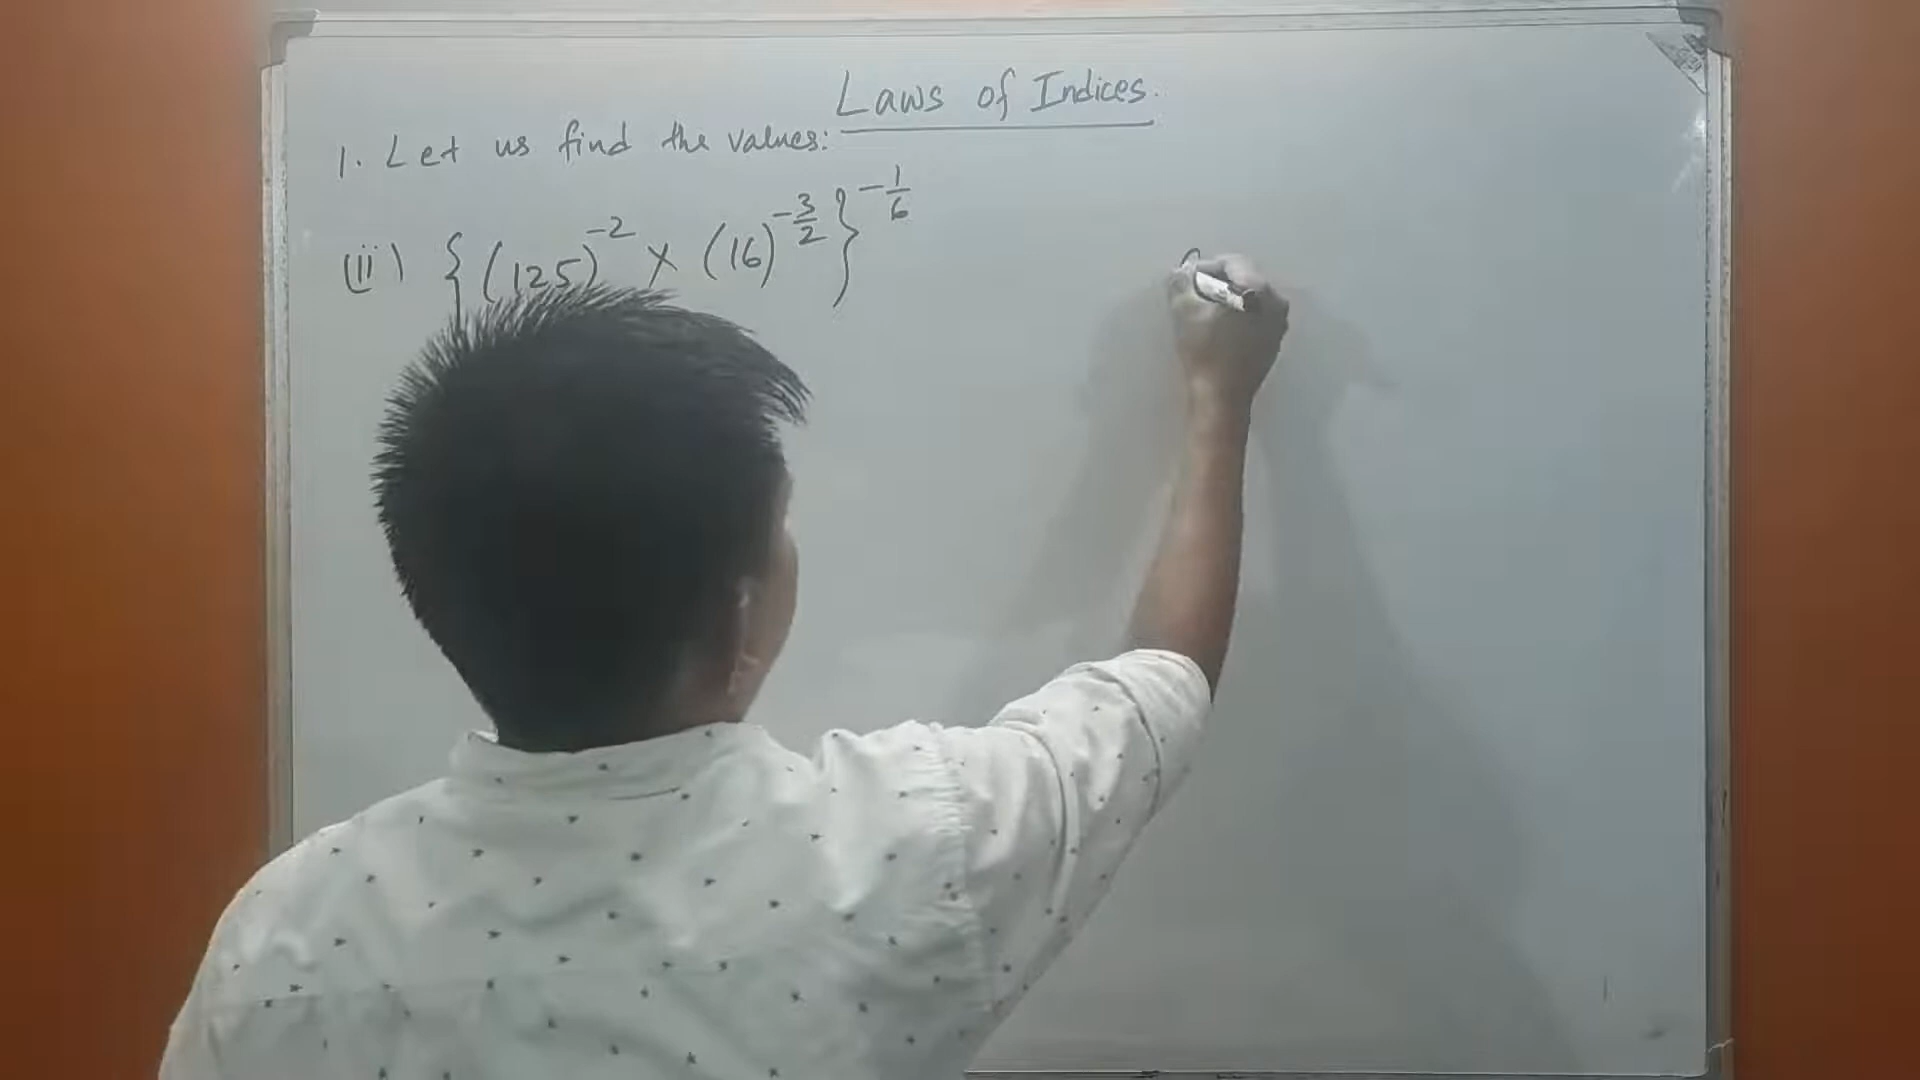 Laws of Indices.
1. Let us find the values:
(ii) {(125)^{-2} × (16)^{-3/2}}^{-1/6}